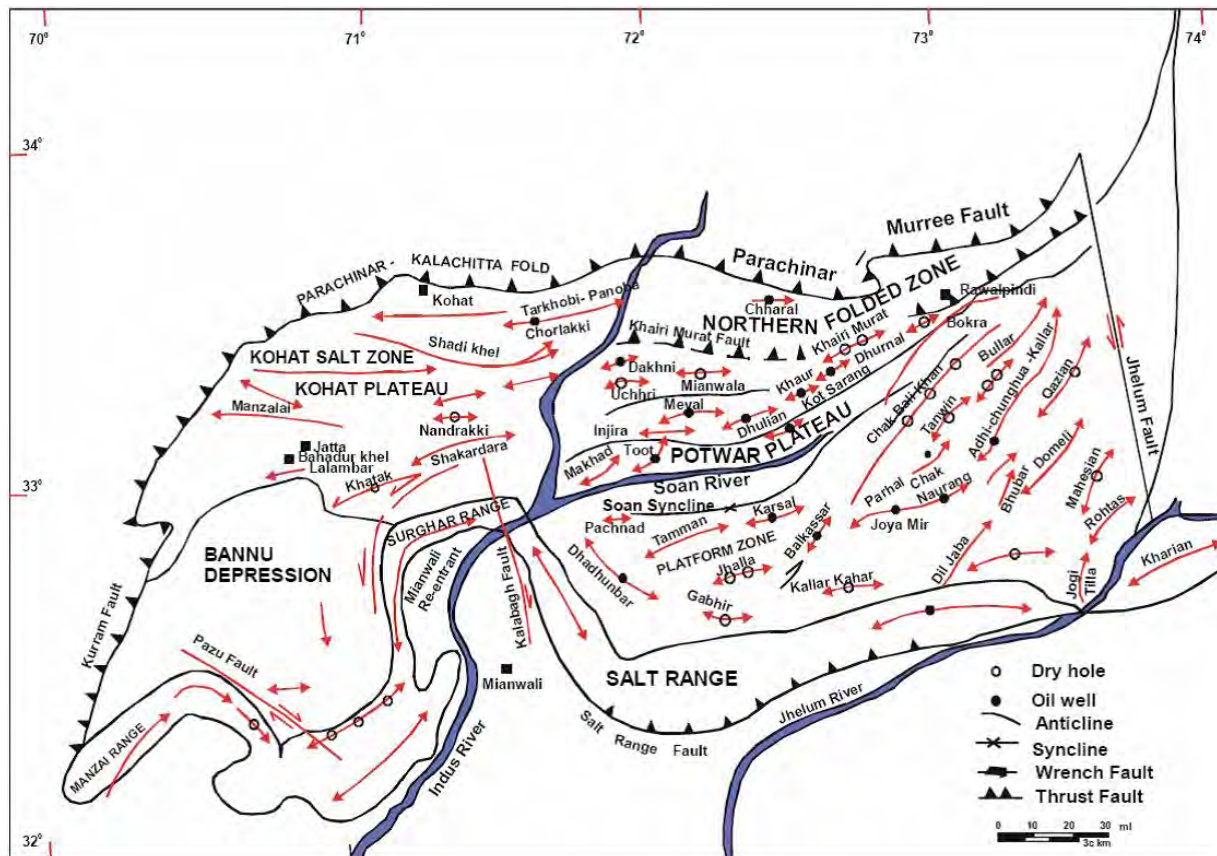 70°
71°
72°
73°
74°
34°
33°
32°
Murree Fault
Parachinar
PARACHINAR - KALACHITTA FOLD
Kohat
Tarkhobi- Panoba
Chorlakki
Chharal
NORTHERN FOLDED ZONE
Rawalpindi
Bokra
Khairi Murat
Khairi Murat Fault
Shadi khel
KOHAT SALT ZONE
KOHAT PLATEAU
Dakhni
Uchhri
Mianwala
Dhurnal
Khaur
Kot Sarang
Bullar
Manzalai
Nandrakki
Meyal
Injira
Dhulian
POTWAR PLATEAU
Chak Beli Khan
Tanwin
Adhi-chunghua -Kallar
Qazian
Jhelum Fault
Jatta
Bahadur khel
Lalambar
Shakardara
Khatak
Makhad
Toot
Soan River
Soan Syncline
Parhal Chak
Naurang
Joya Mir
Bhubar
Domeli
Mahesian
Rohtas
SURGHAR RANGE
BANNU
DEPRESSION
Mianwali
Re-entrant
Pachnad
Tamman
Karsal
Balkassar
PLATFORM ZONE
Jhalla
Dhadhunbar
Gabhir
Kallar Kahar
Dil Jaba
Jogi
Tilla
Kharian
Kurram Fault
Pazu Fault
Kalabagh Fault
Mianwali
SALT RANGE
MANZAI RANGE
Indus River
Salt Range Fault
Jhelum River
Dry hole
Oil well
Anticline
Syncline
Wrench Fault
Thrust Fault
0 10 20 30 ml
3c km